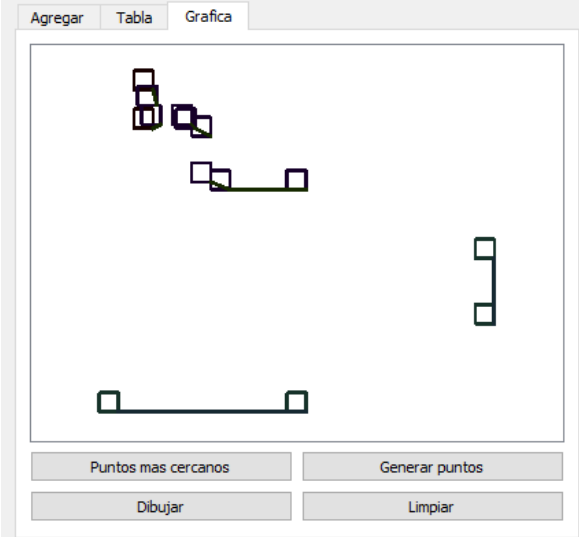 Agregar Tabla Grafica
Puntos mas cercanos Generar puntos
Dibujar Limpiar